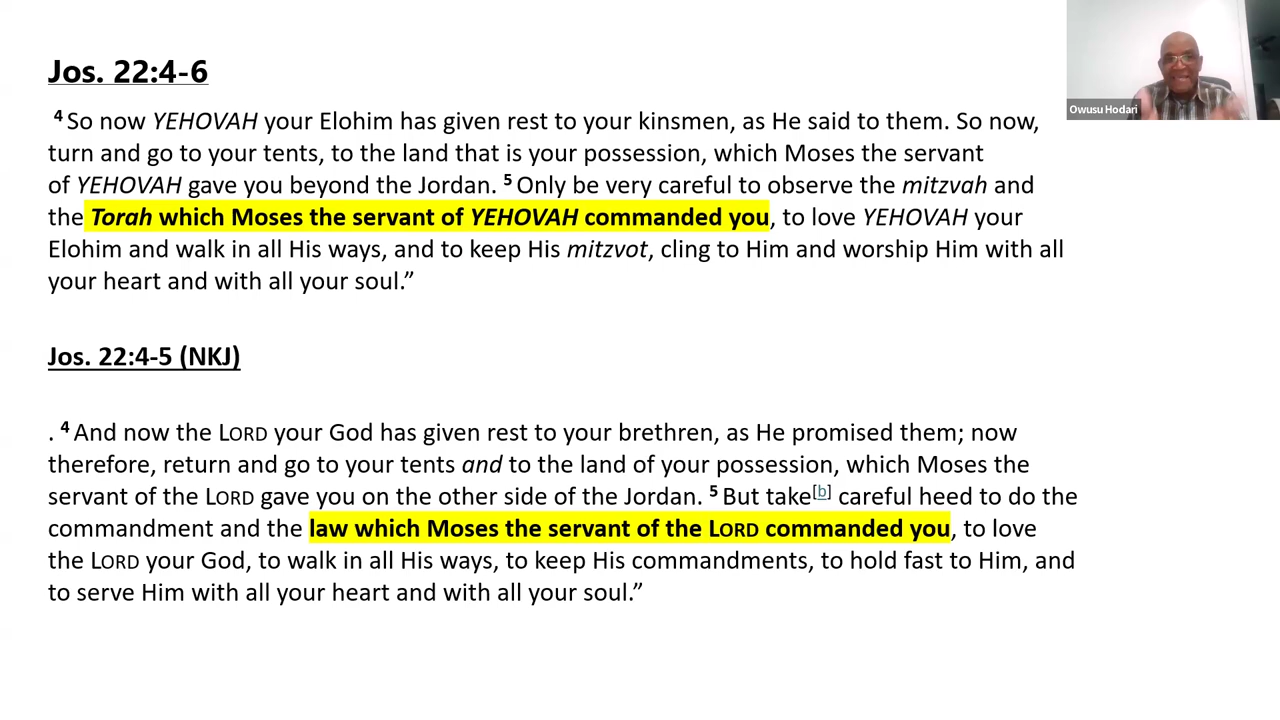 Jos. 22:4-6
4 So now YEHOVAH your Elohim has given rest to your kinsmen, as He said to them. So now,
turn and go to your tents, to the land that is your possession, which Moses the servant
of YEHOVAH gave you beyond the Jordan. 5 Only be very careful to observe the mitzvah and
the Torah which Moses the servant of YEHOVAH commanded you, to love YEHOVAH your
Elohim and walk in all His ways, and to keep His mitzvot, cling to Him and worship Him with all
your heart and with all your soul.”
Jos. 22:4-5 (NKJ)
. 4 And now the LORD your God has given rest to your brethren, as He promised them; now
therefore, return and go to your tents and to the land of your possession, which Moses the
servant of the LORD gave you on the other side of the Jordan. 5 But take[b] careful heed to do the
commandment and the law which Moses the servant of the LORD commanded you, to love
the LORD your God, to walk in all His ways, to keep His commandments, to hold fast to Him, and
to serve Him with all your heart and with all your soul.”
Owusu Hodari